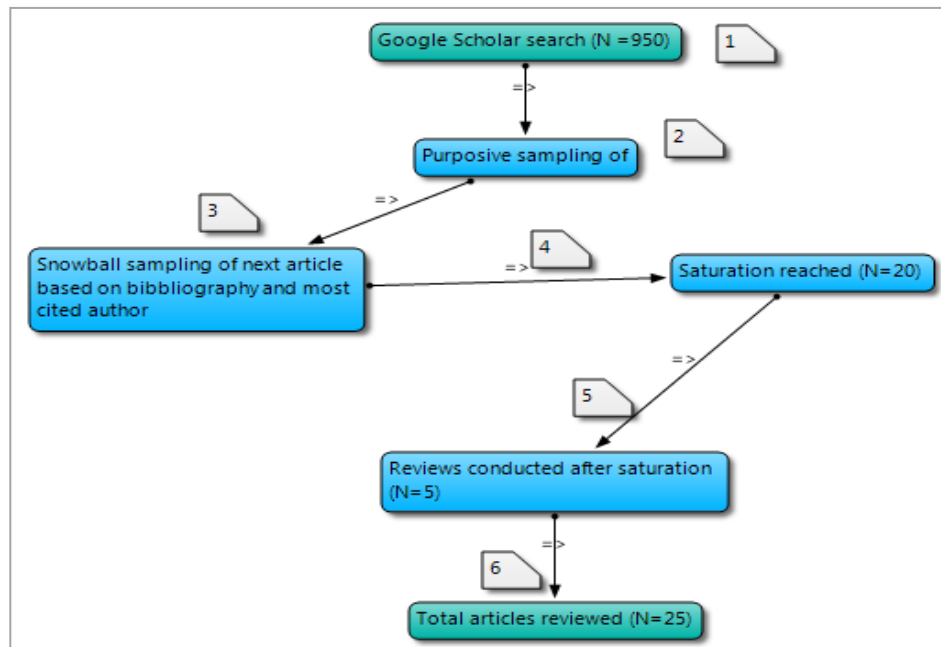 Google Scholar search (N =950)
1
=>
2
Purposive sampling of
=>
3
4
Snowball sampling of next article
based on bibbliography and most
cited author
=>
Saturation reached (N=20)
=>
5
Reviews conducted after saturation
(N=5)
=>
6
Total articles reviewed (N=25)